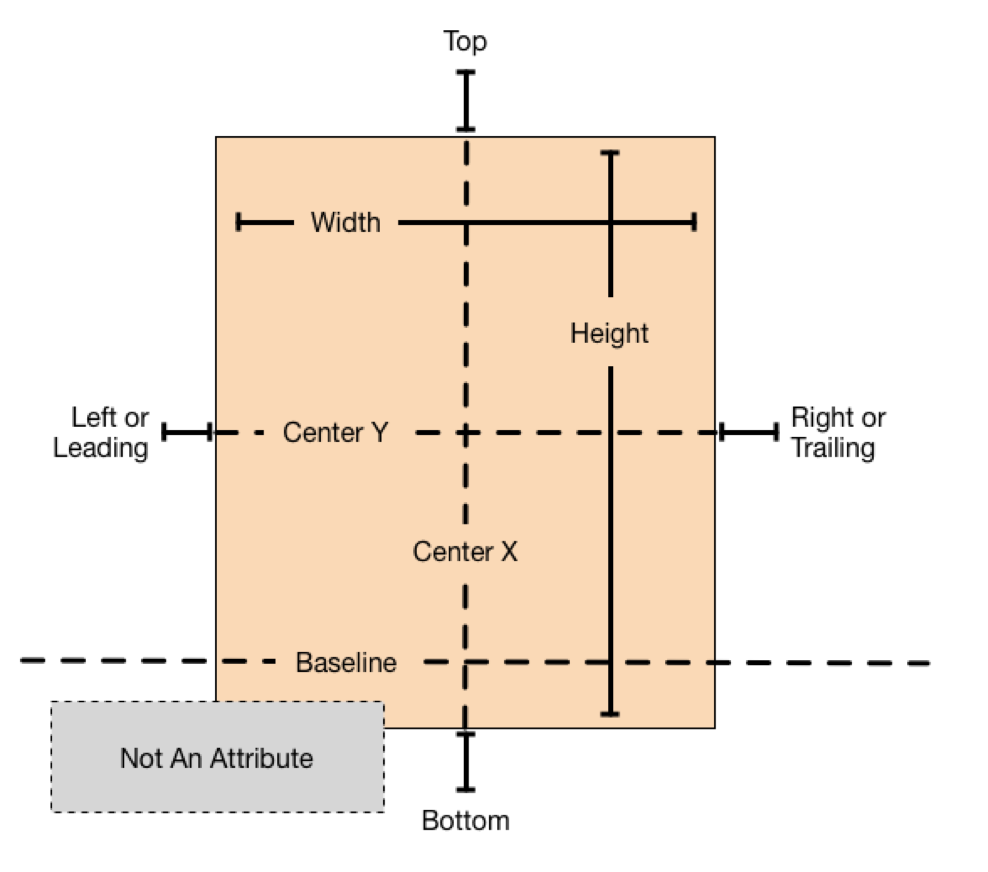 Top
Width
Height
Left or
Leading
Center Y
Right or
Trailing
Center X
Baseline
Not An Attribute
Bottom